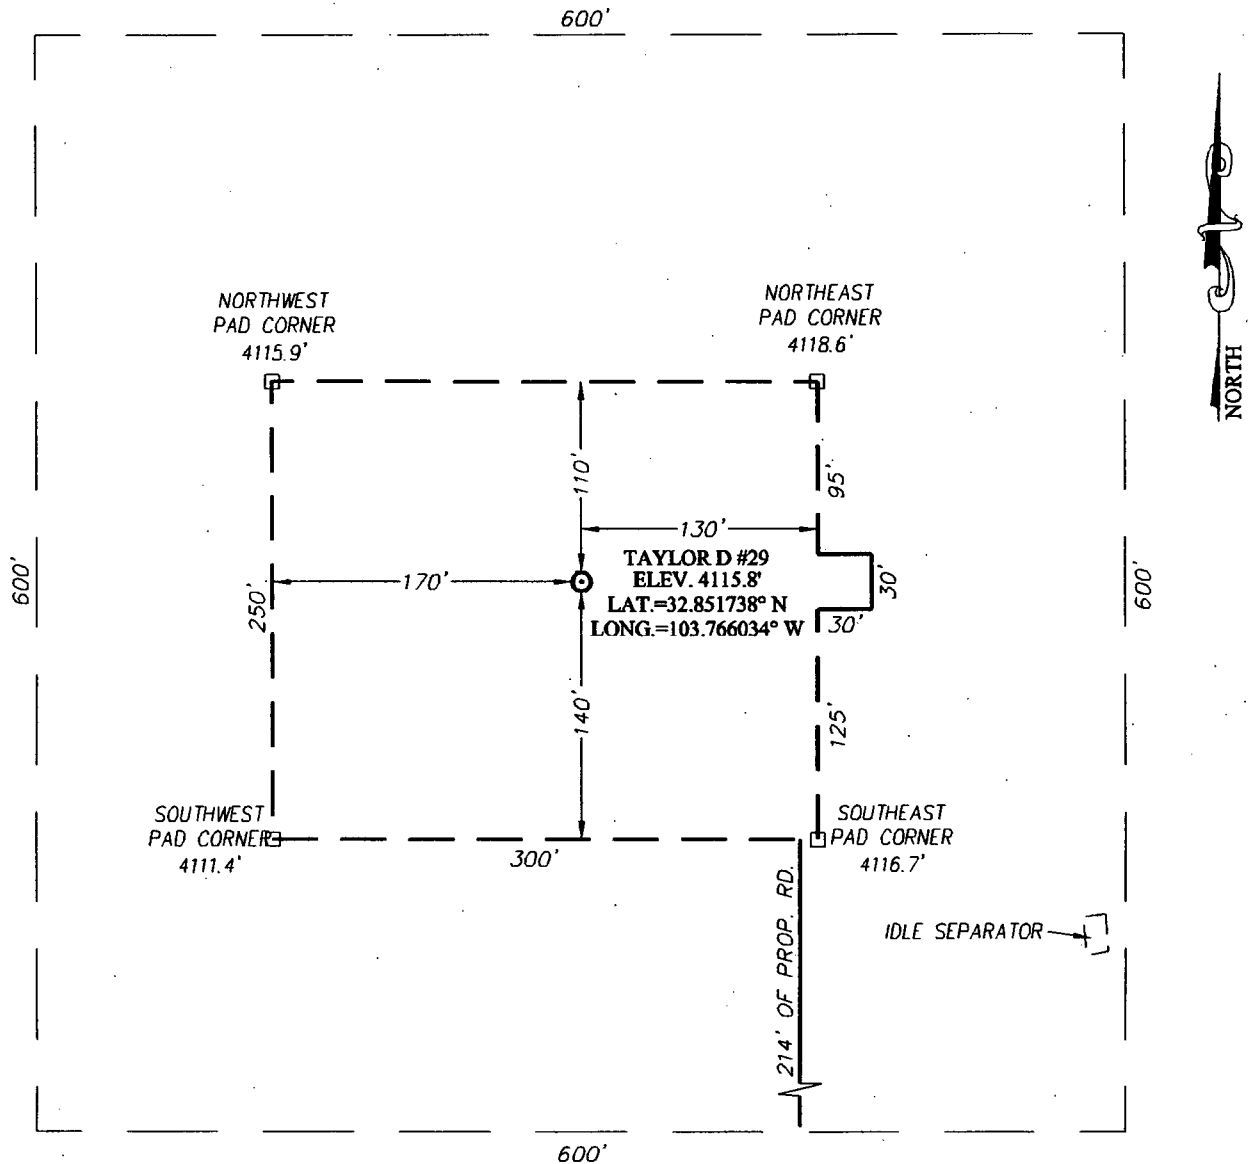 600'
NORTHWEST
PAD CORNER
4115.9'
NORTHEAST
PAD CORNER
4118.6'
NORTH
110'
95'
130'
TAYLOR D #29
ELEV. 4115.8'
LAT.=32.851738° N
LONG.=103.766034° W
170'
30'
30'
600'
250'
600'
140'
125'
SOUTHWEST
PAD CORNER
4111.4'
300'
SOUTHEAST
PAD CORNER
4116.7'
214' OF PROP. RD.
IDLE SEPARATOR
600'